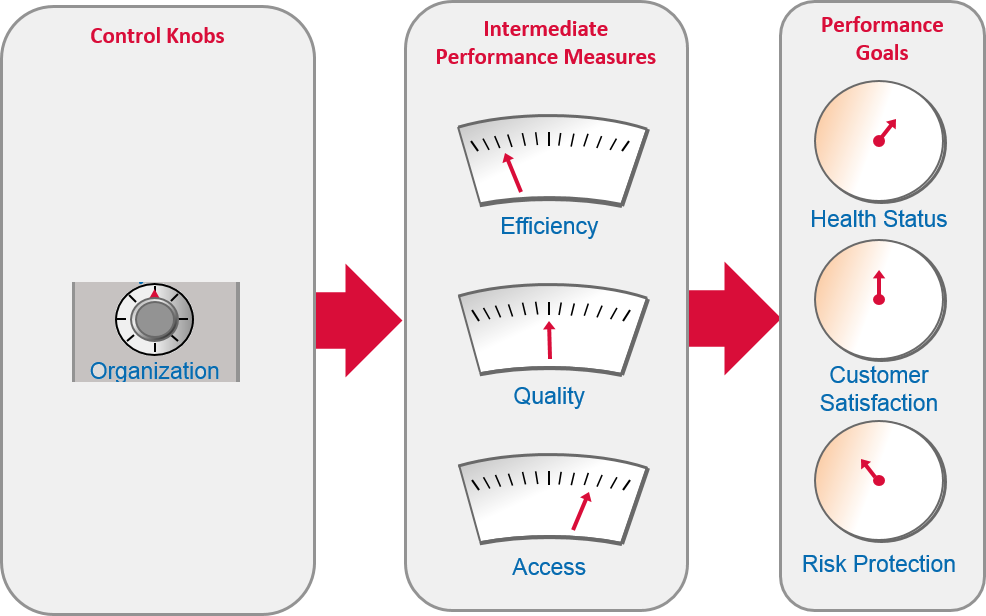 Control Knobs
Organization
Intermediate
Performance Measures
Efficiency
Quality
Access
Performance
Goals
Health Status
Customer
Satisfaction
Risk Protection